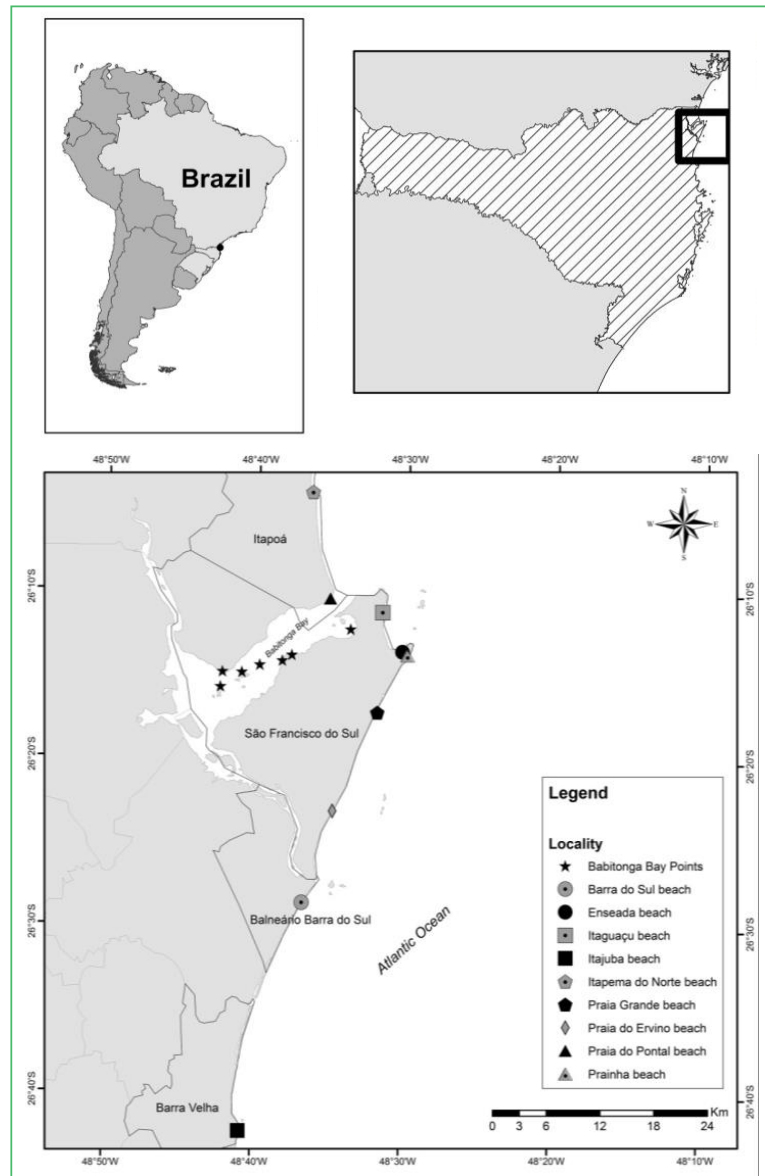 Brazil
48°50'W 48°40'W 48°30'W 48°20'W 48°10'W
N
W E
S
Itapoá
26°10'S 26°10'S
Babitonga Bay
São Francisco do Sul
26°20'S 26°20'S
Legend
Locality
Babitonga Bay Points
Barra do Sul beach
Enseada beach
Itaguaçu beach
Itajuba beach
Itapema do Norte beach
Praia Grande beach
Praia do Ervino beach
Praia do Pontal beach
Prainha beach
Balneário Barra do Sul
26°30'S 26°30'S
Atlantic Ocean
26°40'S 26°40'S
Barra Velha
Km
0 3 6 12 18 24
48°50'W 48°40'W 48°30'W 48°20'W 48°10'W